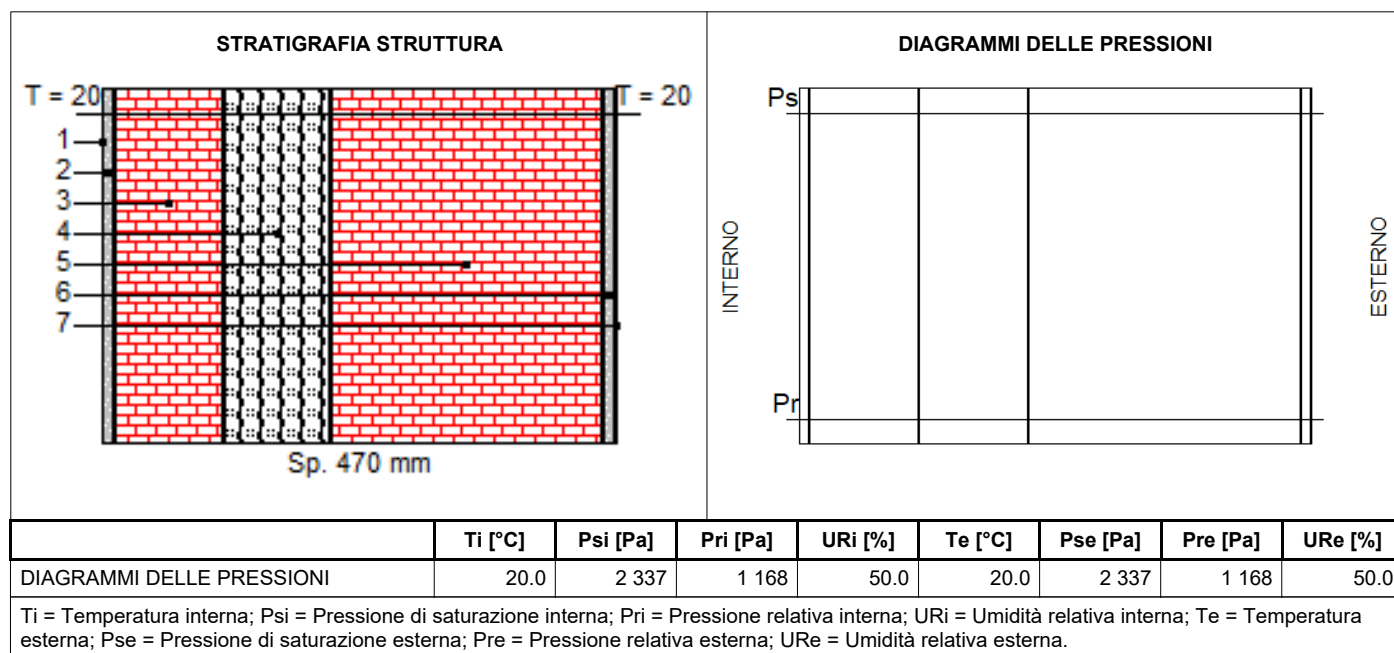 STRATIGRAFIA STRUTTURA
T = 20
T = 20
1
2
3
4
5
6
7
Sp. 470 mm
DIAGRAMMI DELLE PRESSIONI
Ps
Pr
INTERNO
ESTERNO
Ti [°C] Psi [Pa] Pri [Pa] URi [%] Te [°C] Pse [Pa] Pre [Pa] URe [%]
DIAGRAMMI DELLE PRESSIONI 20.0 2 337 1 168 50.0 20.0 2 337 1 168 50.0
Ti = Temperatura interna; Psi = Pressione di saturazione interna; Pri = Pressione relativa interna; URi = Umidità relativa interna; Te = Temperatura
esterna; Pse = Pressione di saturazione esterna; Pre = Pressione relativa esterna; URe = Umidità relativa esterna.